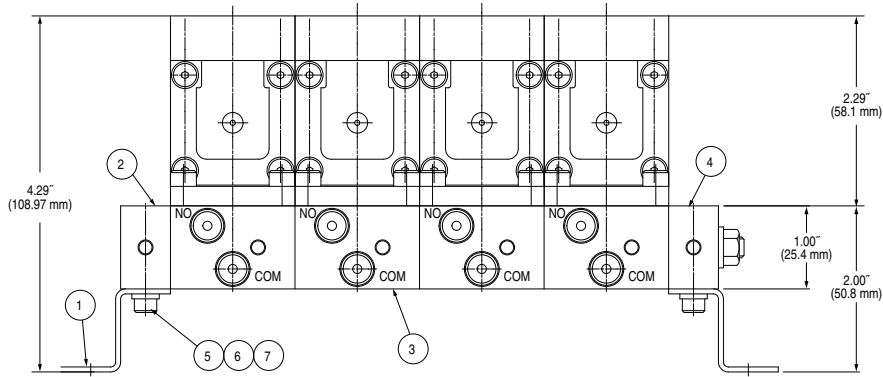 2.29″
(58.1 mm)
2
4
4.29″
(108.97 mm)
NO
NO
NO
NO
1.00″
(25.4 mm)
COM
COM
COM
COM
2.00″
(50.8 mm)
1
3
5 6 7